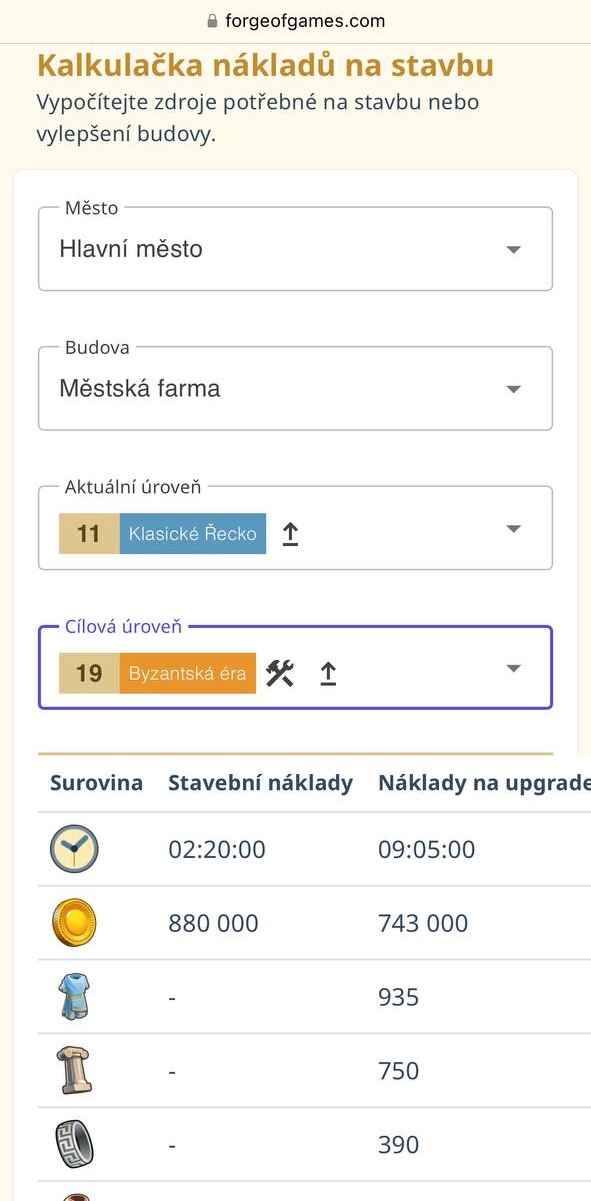 forgeofgames.com
Kalkulačka nákladů na stavbu
Vypočítejte zdroje potřebné na stavbu nebo
vylepšení budovy.
Město
Hlavní město
Budova
Městská farma
Aktuální úroveň
11 Klasické Řecko
Cílová úroveň
19 Byzantská éra
Surovina Stavební náklady Náklady na upgrade
02:20:00 09:05:00
880 000 743 000
- 935
- 750
- 390